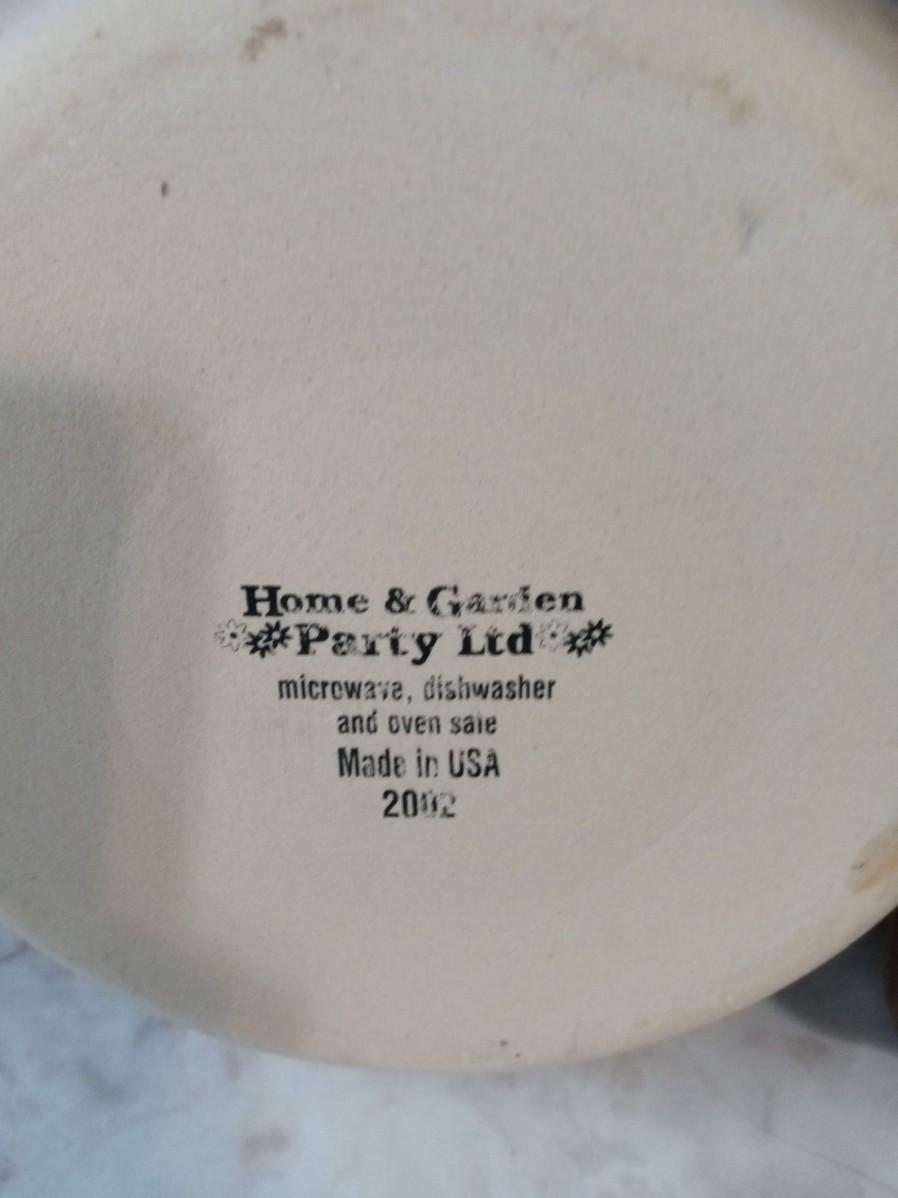 Home & Garden
Party Ltd
microwave, dishwasher
and oven safe
Made in USA
2002